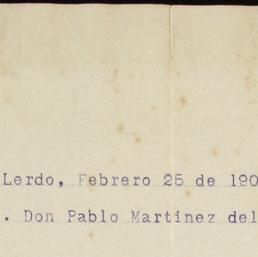 Lerdo, Febrero 25 de 190
. Don Pablo Martinez del